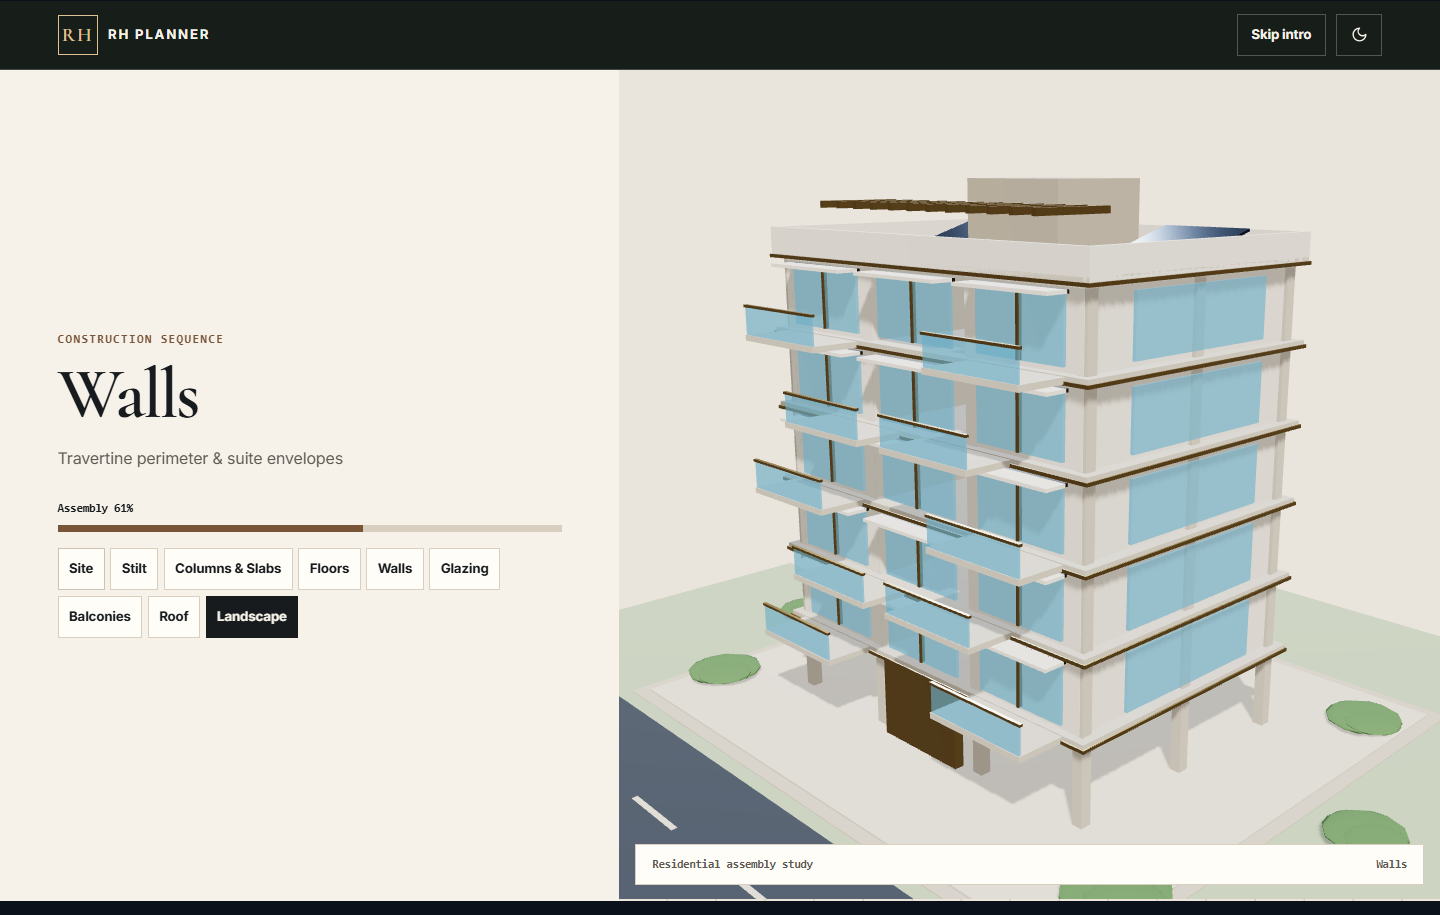 RH RH PLANNER
Skip intro
CONSTRUCTION SEQUENCE
Walls
Travertine perimeter & suite envelopes
Assembly 61%
Site Stilt Columns & Slabs Floors Walls Glazing
Balconies Roof Landscape
Residential assembly study Walls